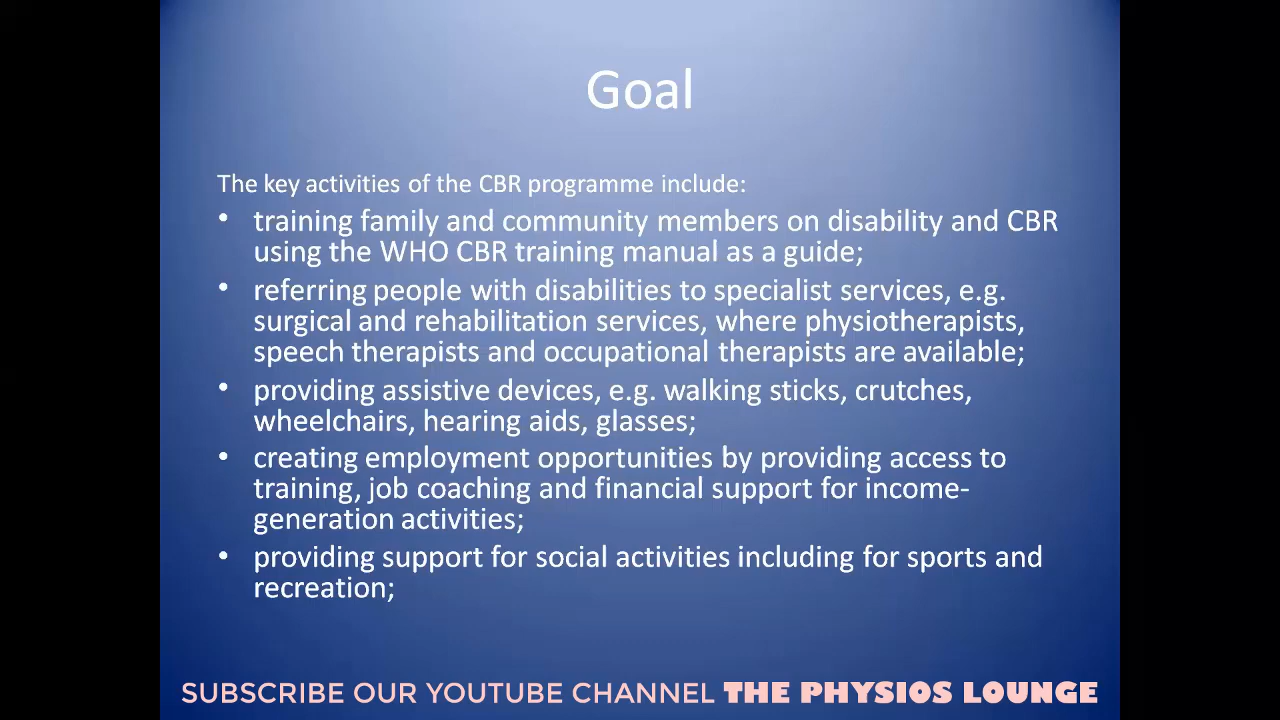 Goal
The key activities of the CBR programme include:
• training family and community members on disability and CBR
using the WHO CBR training manual as a guide;
• referring people with disabilities to specialist services, e.g.
surgical and rehabilitation services, where physiotherapists,
speech therapists and occupational therapists are available;
• providing assistive devices, e.g. walking sticks, crutches,
wheelchairs, hearing aids, glasses;
• creating employment opportunities by providing access to
training, job coaching and financial support for income-
generation activities;
• providing support for social activities including for sports and
recreation;
SUBSCRIBE OUR YOUTUBE CHANNEL THE PHYSIOS LOUNGE